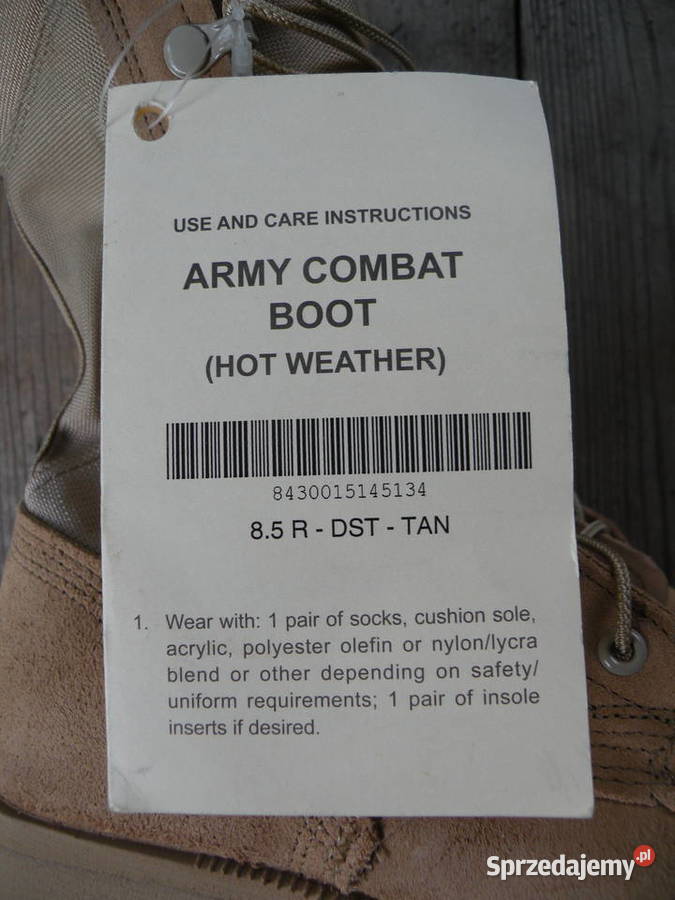 USE AND CARE INSTRUCTIONS
ARMY COMBAT
BOOT
(HOT WEATHER)
8430015145134
8.5 R - DST - TAN
1. Wear with: 1 pair of socks, cushion sole,
acrylic, polyester olefin or nylon/lycra
blend or other depending on safety/
uniform requirements; 1 pair of insole
inserts if desired.
Sprzedajemy.pl